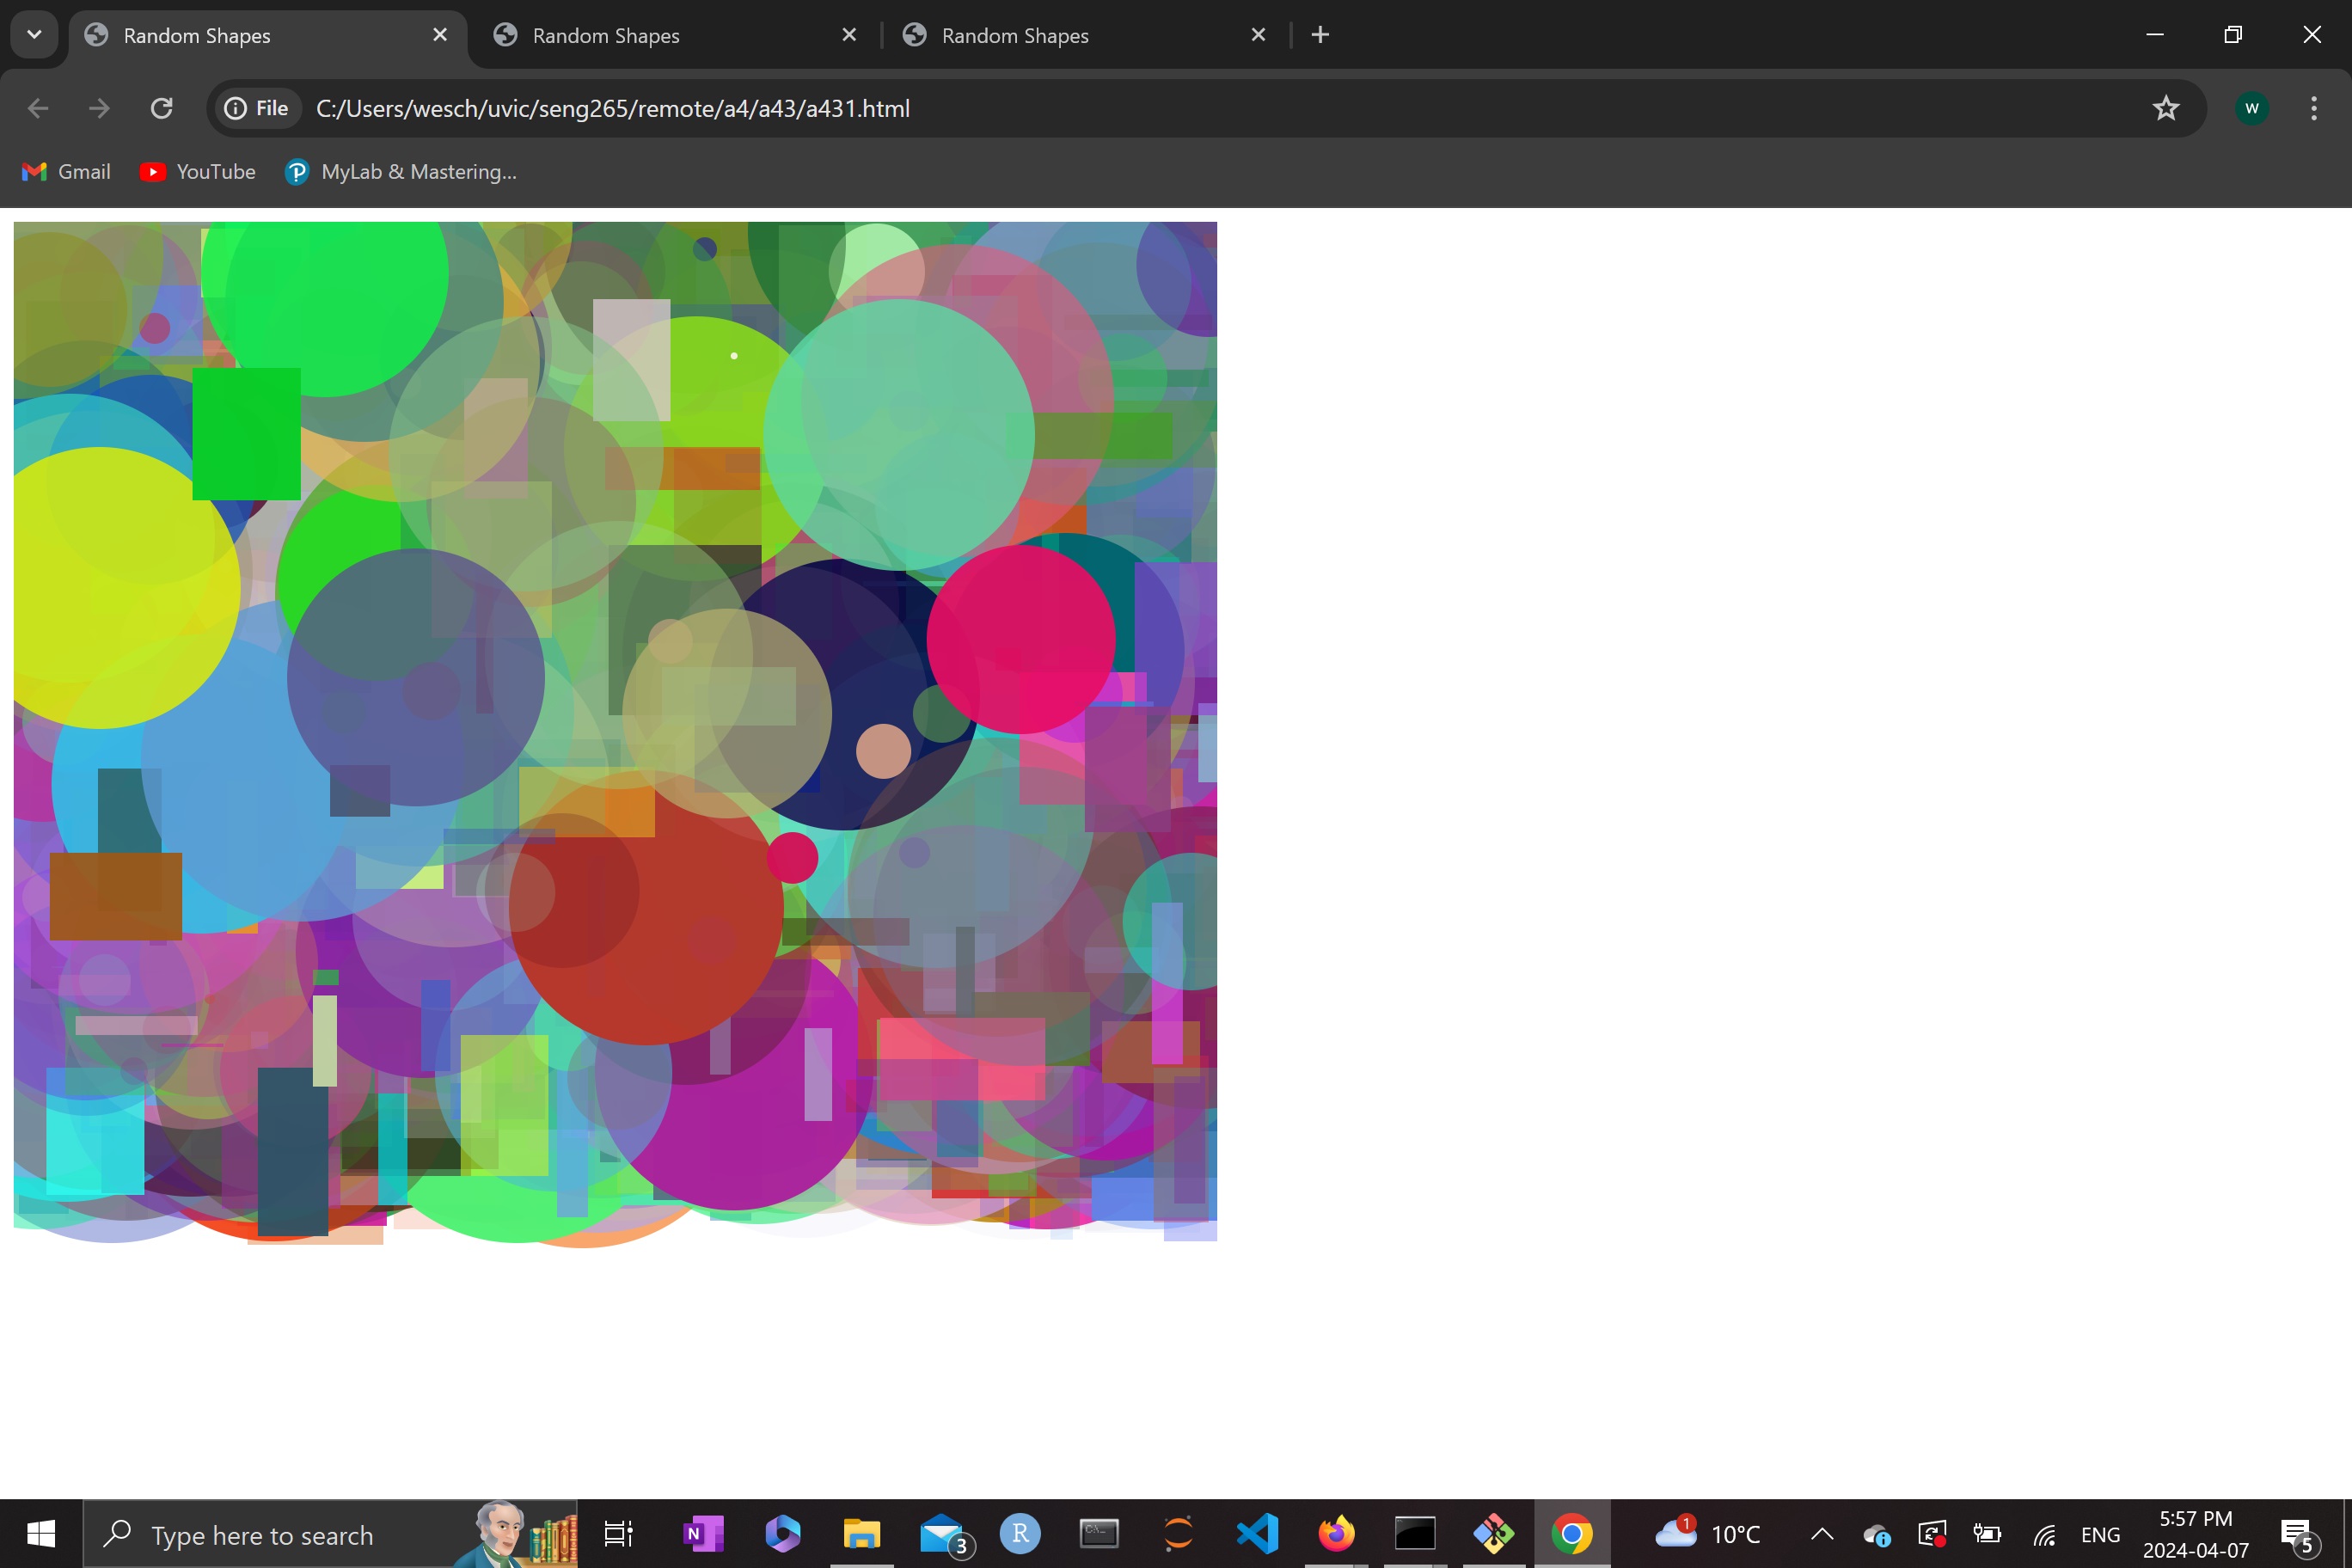 Random Shapes
Random Shapes
Random Shapes
File C:/Users/wesch/uvic/seng265/remote/a4/a43/a431.html
W
Gmail YouTube MyLab & Mastering...
Type here to search
N
3
R
C:\...
1
10°C
ENG
5:57 PM
2024-04-07
5